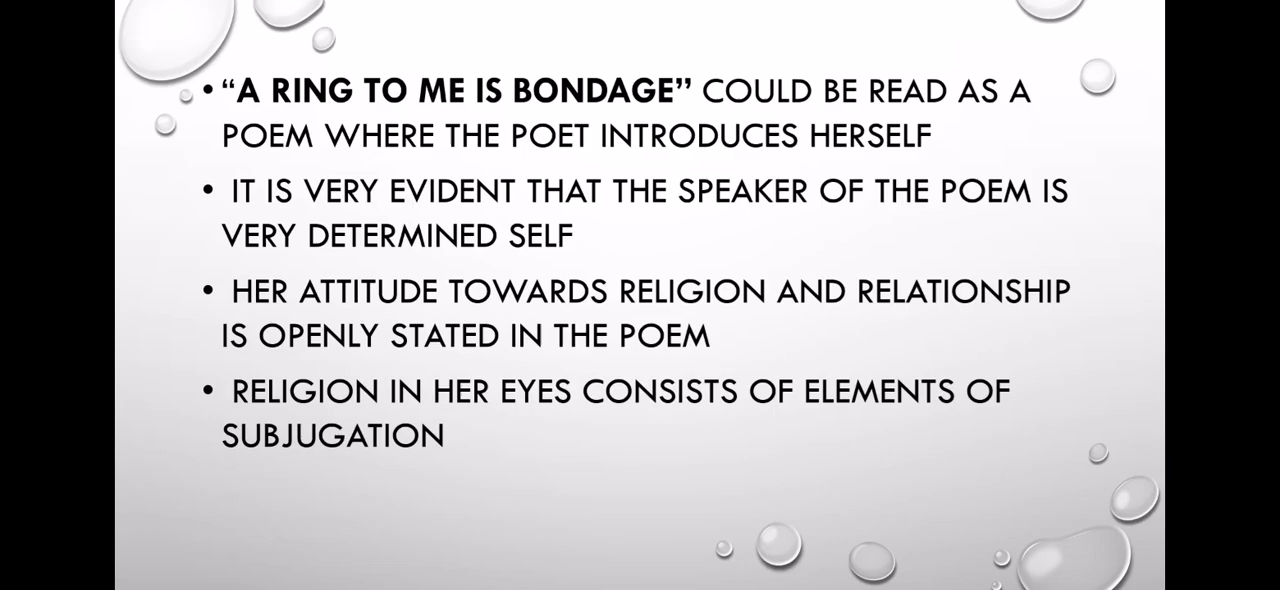 • “A RING TO ME IS BONDAGE” COULD BE READ AS A
POEM WHERE THE POET INTRODUCES HERSELF
• IT IS VERY EVIDENT THAT THE SPEAKER OF THE POEM IS
VERY DETERMINED SELF
• HER ATTITUDE TOWARDS RELIGION AND RELATIONSHIP
IS OPENLY STATED IN THE POEM
• RELIGION IN HER EYES CONSISTS OF ELEMENTS OF
SUBJUGATION